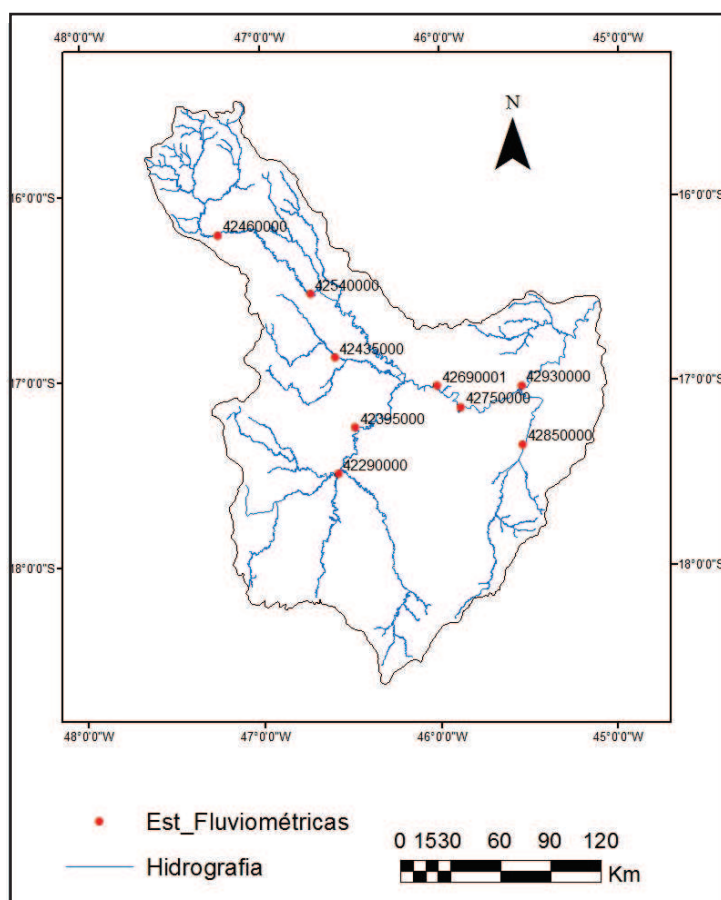 48°0'0"W 47°0'0"W 46°0'0"W 45°0'0"W
N
16°0'0"S 16°0'0"S
42460000
42540000
42435000
17°0'0"S 42690001 42930000 17°0'0"S
42750000
42395000
42850000
42290000
18°0'0"S 18°0'0"S
48°0'0"W 47°0'0"W 46°0'0"W 45°0'0"W
Est_Fluviométricas
0 15 30 60 90 120
Hidrografia
Km